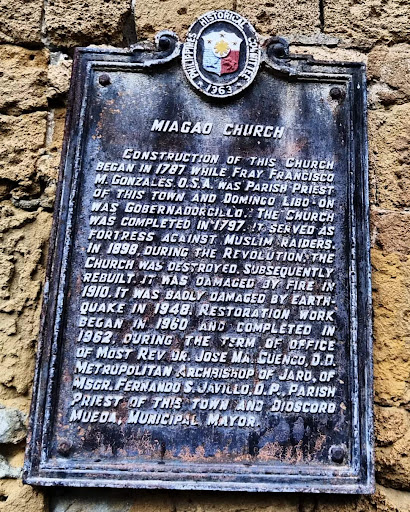 PHILIPPINES HISTORICAL COMMITTEE
1963
MIAGAO CHURCH
CONSTRUCTION OF THIS CHURCH
BEGAN IN 1787 WHILE FRAY FRANCISCO
M. GONZALES, O.S.A. WAS PARISH PRIEST
OF THIS TOWN AND DOMINGO LIBO-ON
WAS GOBERNADORCILLO. THE CHURCH
WAS COMPLETED IN 1797. IT SERVED AS
FORTRESS AGAINST MUSLIM RAIDERS.
IN 1898, DURING THE REVOLUTION, THE
CHURCH WAS DESTROYED. SUBSEQUENTLY
REBUILT, IT WAS DAMAGED BY FIRE IN
1910. IT WAS BADLY DAMAGED BY EARTH-
QUAKE IN 1948. RESTORATION WORK
BEGAN IN 1960 AND COMPLETED IN
1962, DURING THE TERM OF OFFICE
OF MOST REV. DR. JOSE MA. CUENCO, D.D.
METROPOLITAN ARCHBISHOP OF JARO, OF
MSGR. FERNANDO S. JAVILLO, D.P., PARISH
PRIEST OF THIS TOWN AND DIOSCORO
MUEDA, MUNICIPAL MAYOR.